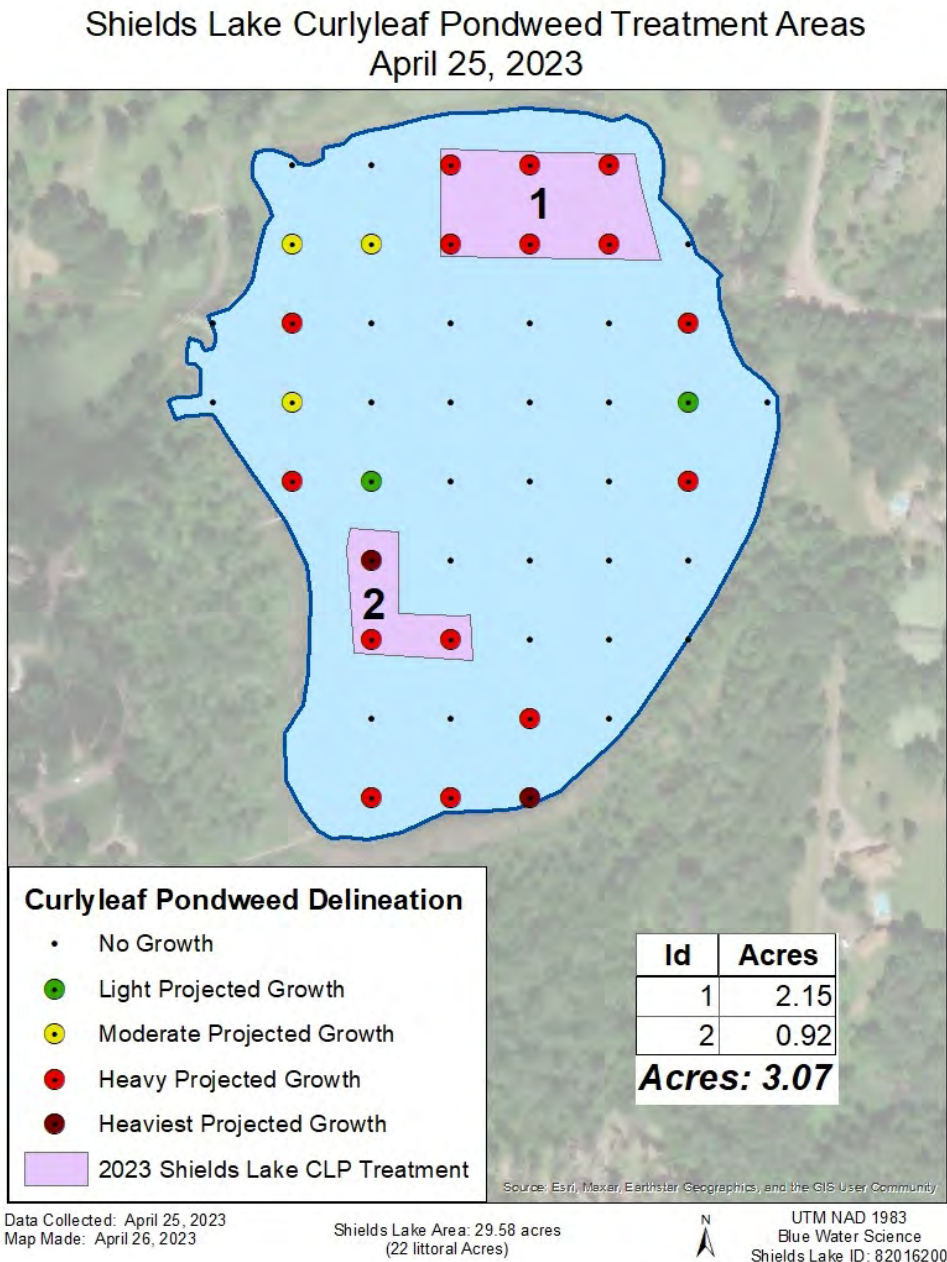 Shields Lake Curlyleaf Pondweed Treatment Areas
April 25, 2023
1
2
Curlyleaf Pondweed Delineation
No Growth
Light Projected Growth
Moderate Projected Growth
Heavy Projected Growth
Heaviest Projected Growth
2023 Shields Lake CLP Treatment
Id Acres
1 2.15
2 0.92
Acres: 3.07
Source: Esri, Maxar, Earthstar Geographics, and the GIS User Community
Data Collected: April 25, 2023
Map Made: April 26, 2023
Shields Lake Area: 29.58 acres
(22 littoral Acres)
N
UTM NAD 1983
Blue Water Science
Shields Lake ID: 82016200